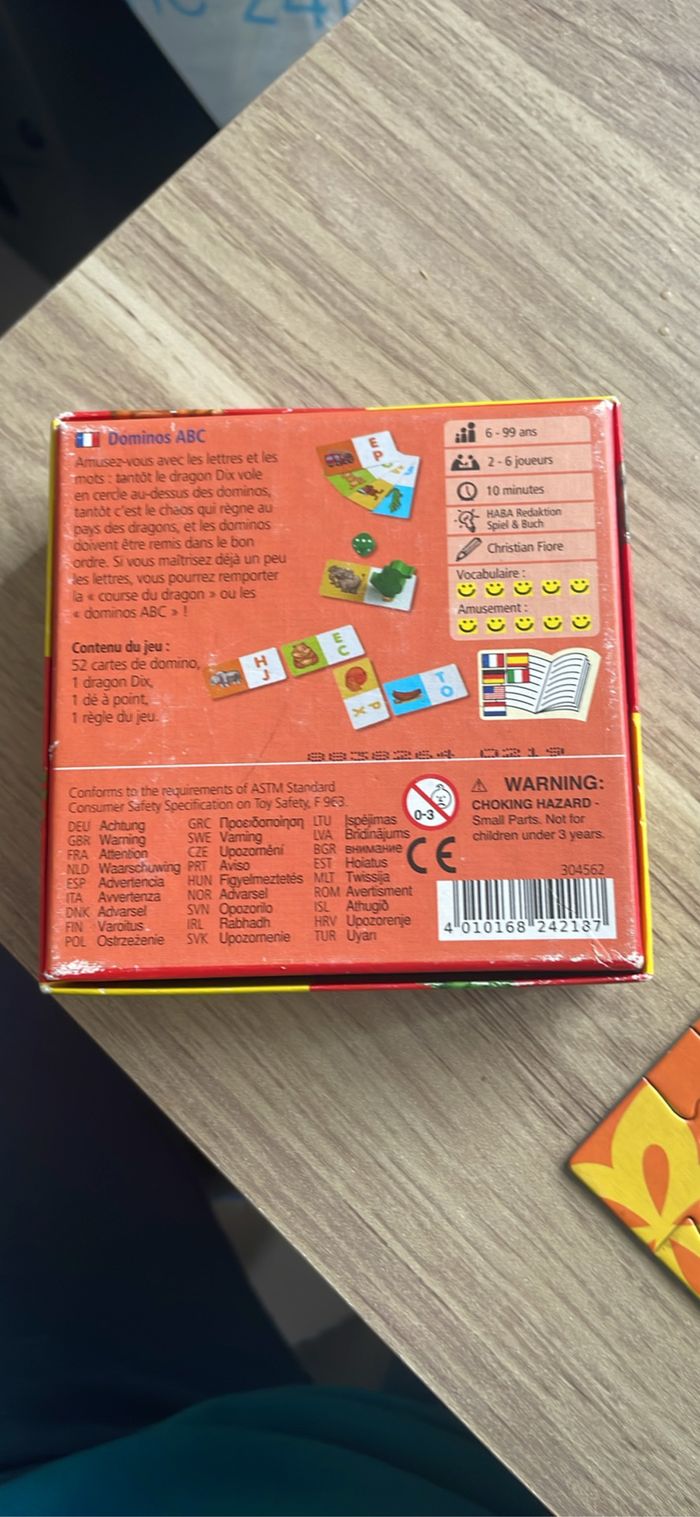 Dominos ABC
Amusez-vous avec les lettres et les
mots : tantôt le dragon Dix vole
en cercle au-dessus des dominos,
tantôt c'est le chaos qui règne au
pays des dragons, et les dominos
doivent être remis dans le bon
ordre. Si vous maîtrisez déjà un peu
les lettres, vous pourrez remporter
la « course du dragon » ou les
« dominos ABC » !
Contenu du jeu :
52 cartes de domino,
1 dragon Dix,
1 dé à point,
1 règle du jeu.
E
P
H
J
E
C
P
X
T
O
6 - 99 ans
2 - 6 joueurs
10 minutes
HABA Redaktion
Spiel & Buch
Christian Fiore
Vocabulaire :
Amusement :
Conforms to the requirements of ASTM Standard
Consumer Safety Specification on Toy Safety, F 963.
DEU Achtung
GBR Warning
FRA Attention
NLD Waarschuwing
ESP Advertencia
ITA Avvertenza
DNK Advarsel
FIN Varoitus
POL Ostrzeżenie
GRC Προειδοποίηση
SWE Varning
CZE Upozornění
PRT Aviso
HUN Figyelmeztetés
NOR Advarsel
SVN Opozorilo
IRL Rabhadh
SVK Upozornenie
LTU Įspėjimas
LVA Brīdinājums
BGR ВНИМАНИЕ
EST Hoiatus
MLT Twissija
ROM Avertisment
ISL Athugið
HRV Upozorenje
TUR Uyarı
0-3
CE
WARNING:
CHOKING HAZARD -
Small Parts. Not for
children under 3 years.
304562
4 010168 242187